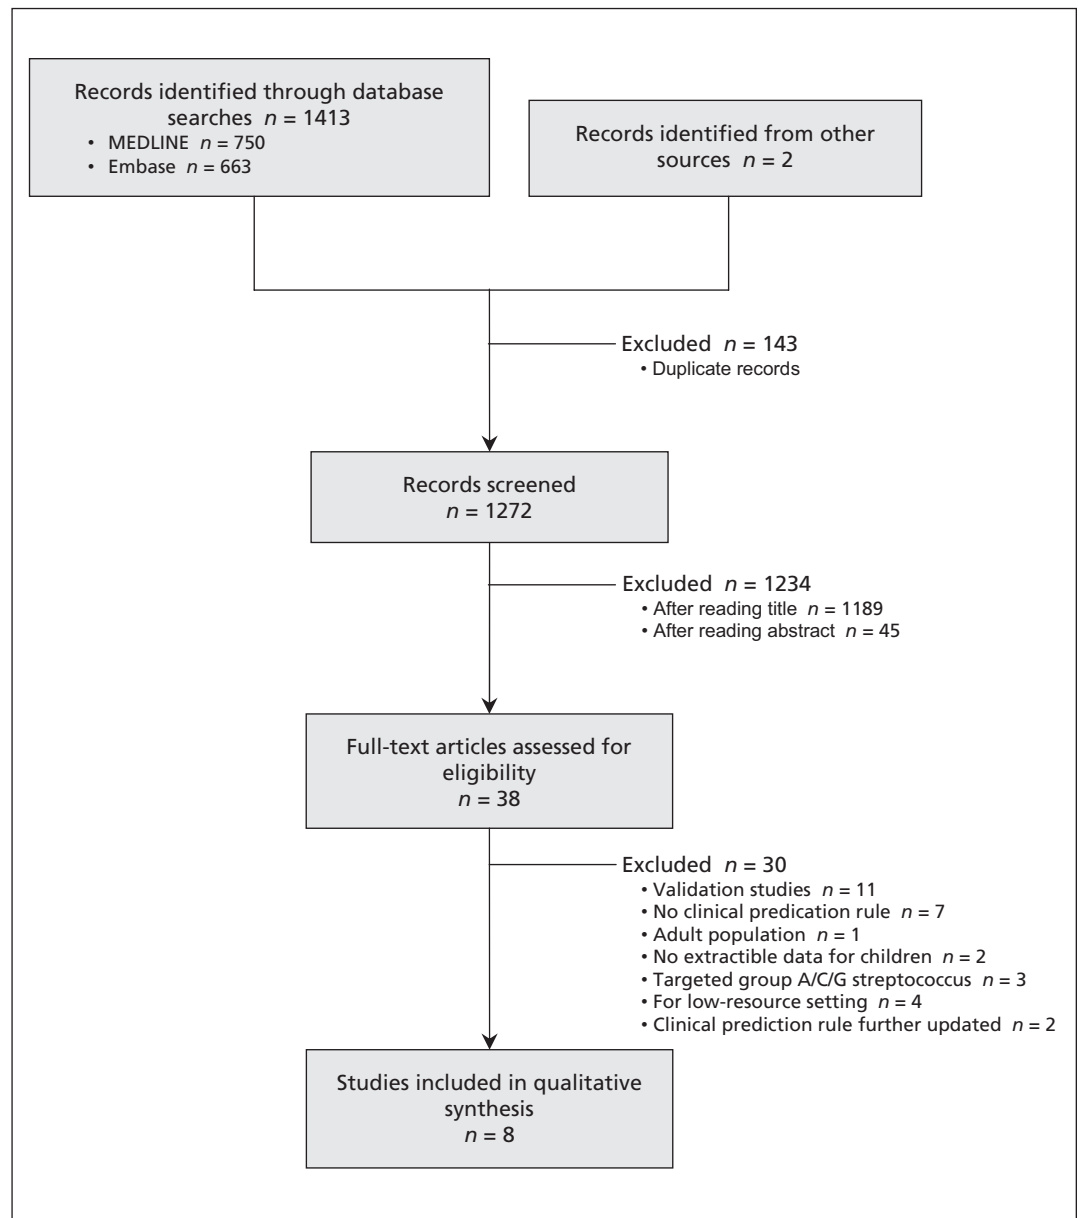 Records identified through database
searches n = 1413
• MEDLINE n = 750
• Embase n = 663
Records identified from other
sources n = 2
Excluded n = 143
• Duplicate records
Records screened
n = 1272
Excluded n = 1234
• After reading title n = 1189
• After reading abstract n = 45
Full-text articles assessed for
eligibility
n = 38
Excluded n = 30
• Validation studies n = 11
• No clinical predication rule n = 7
• Adult population n = 1
• No extractible data for children n = 2
• Targeted group A/C/G streptococcus n = 3
• For low-resource setting n = 4
• Clinical prediction rule further updated n = 2
Studies included in qualitative
synthesis
n = 8